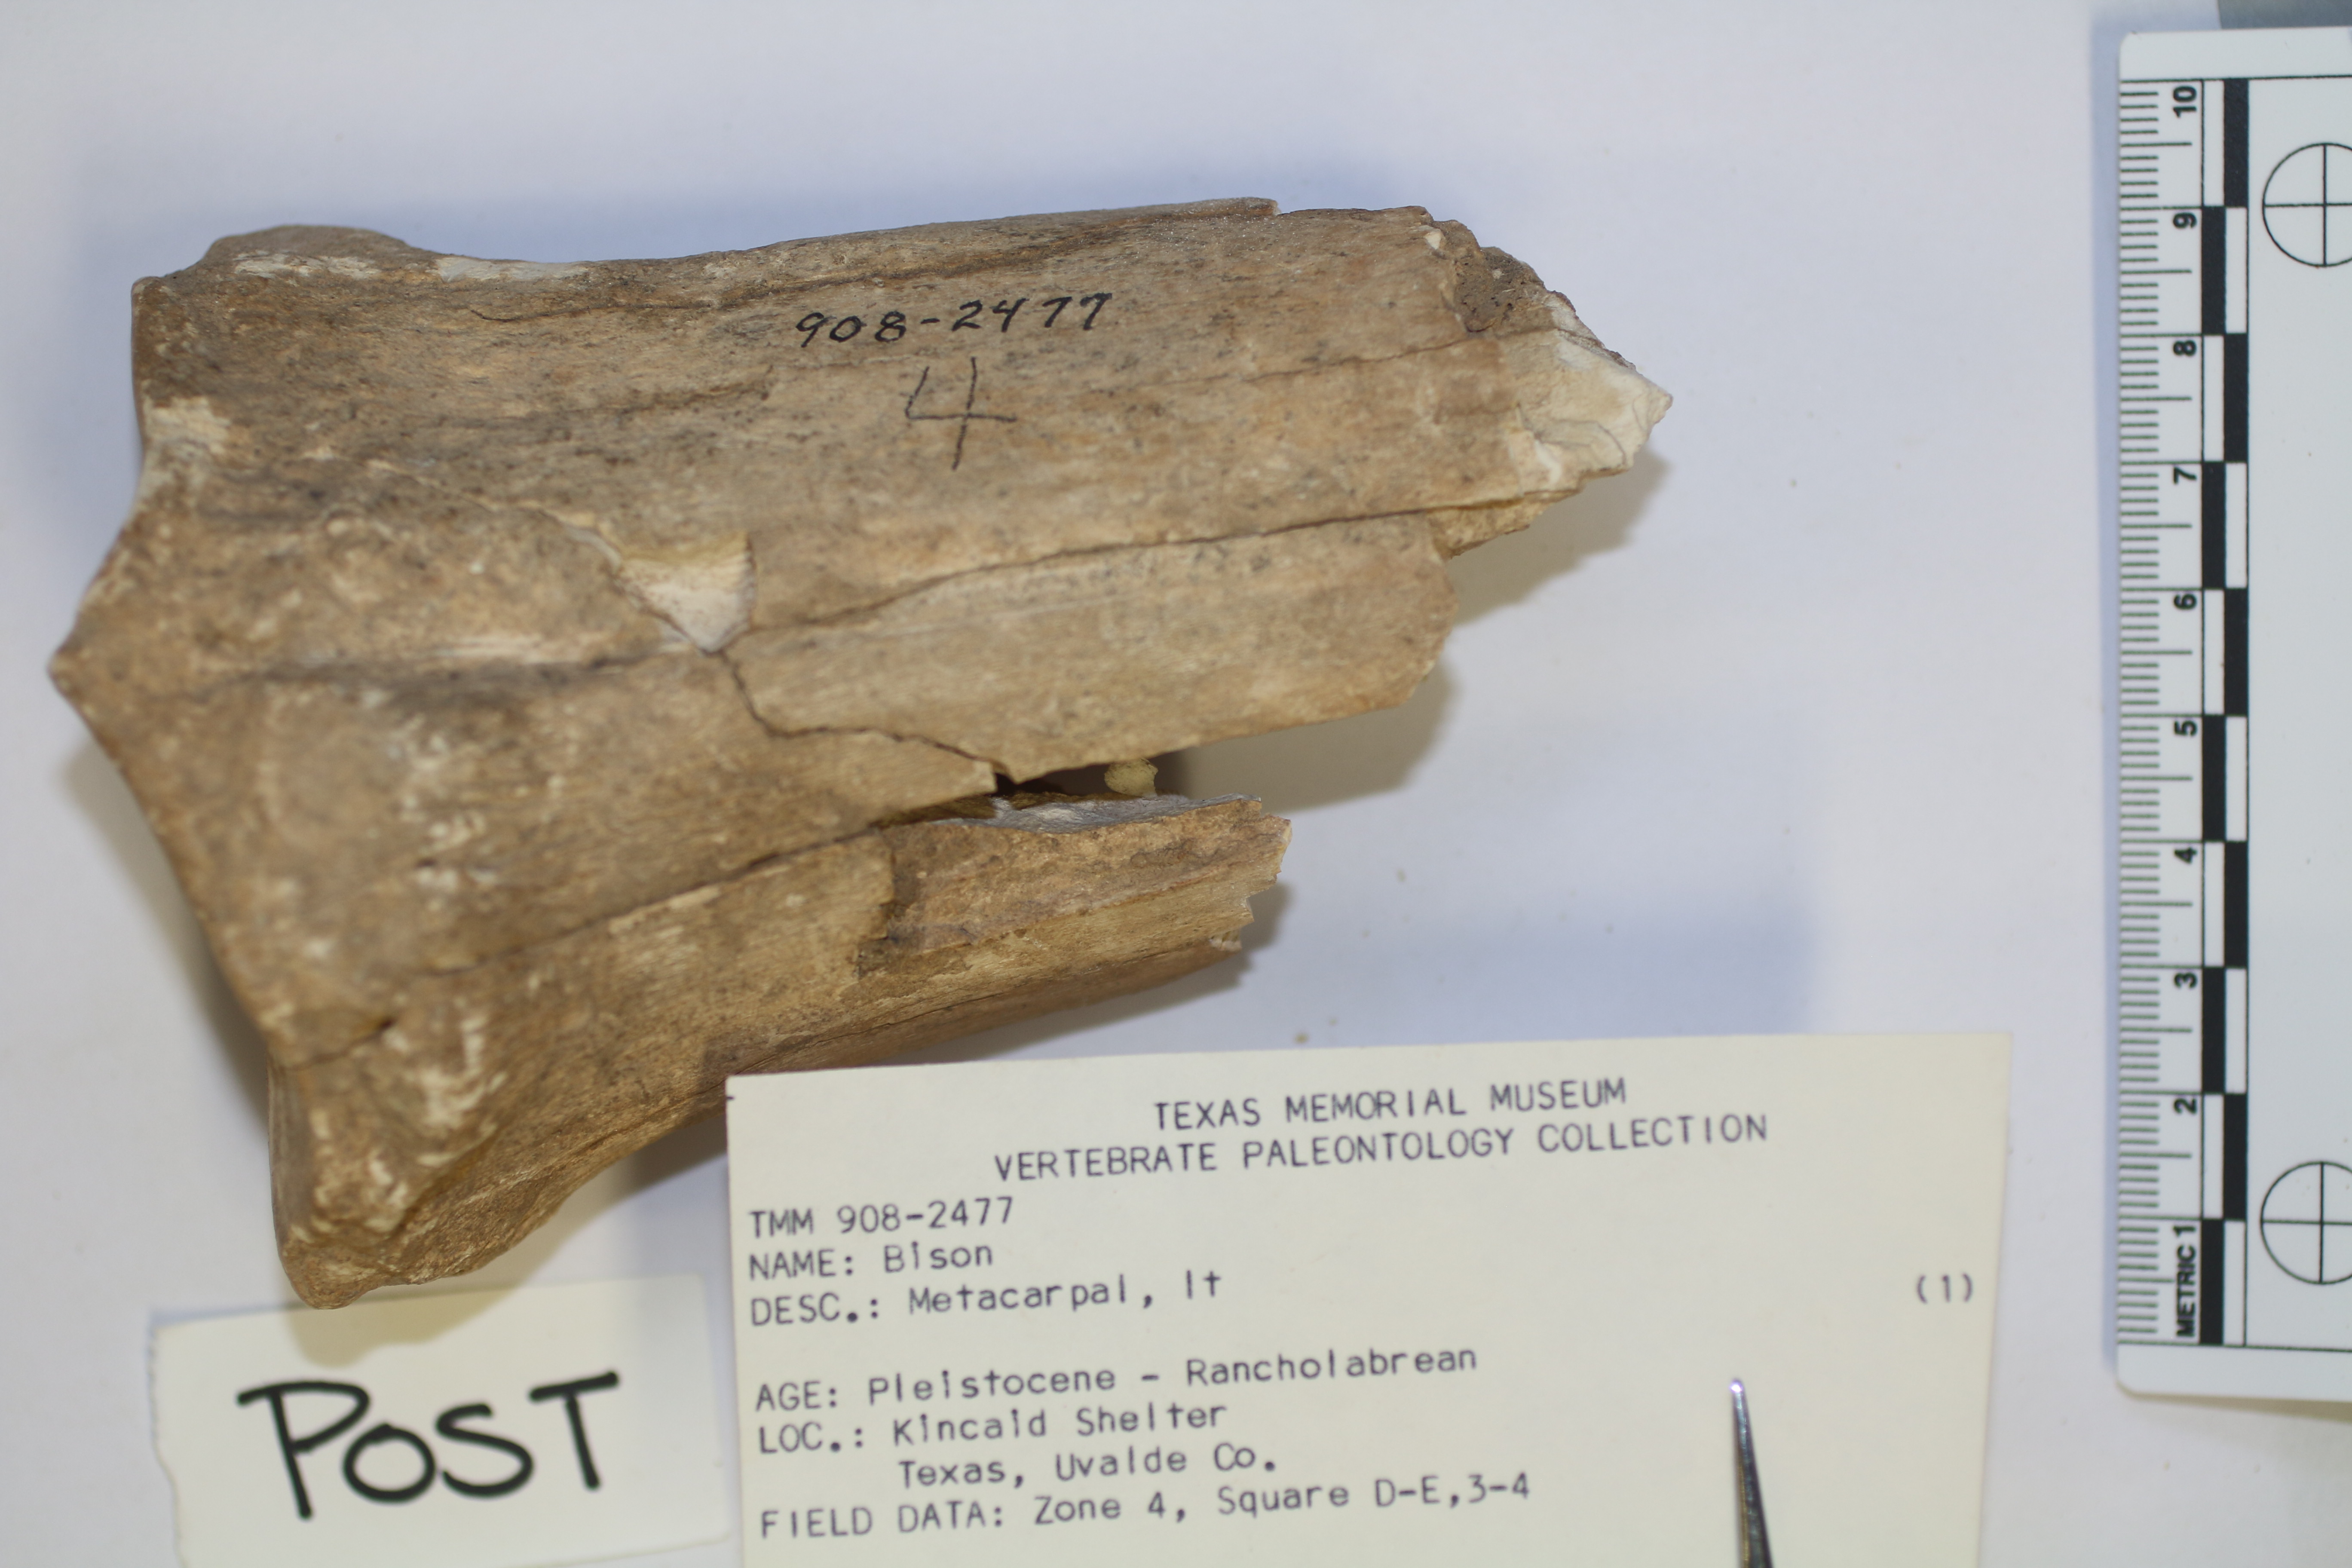 908-2477
4
10
9
8
7
6
5
4
3
2
METRIC 1
TEXAS MEMORIAL MUSEUM
VERTEBRATE PALEONTOLOGY COLLECTION
TMM 908-2477
NAME: Bison
DESC.: Metacarpal, lt
(1)
AGE: Pleistocene - Rancholabrean
LOC.: Kincaid Shelter
Texas, Uvalde Co.
FIELD DATA: Zone 4, Square D-E,3-4
POST